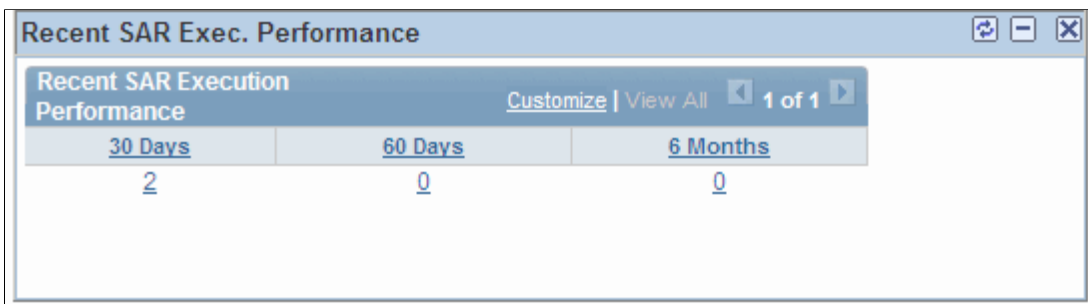 Recent SAR Exec. Performance
Recent SAR Execution
Performance
Customize | View All 1 of 1
30 Days 60 Days 6 Months
2 0 0